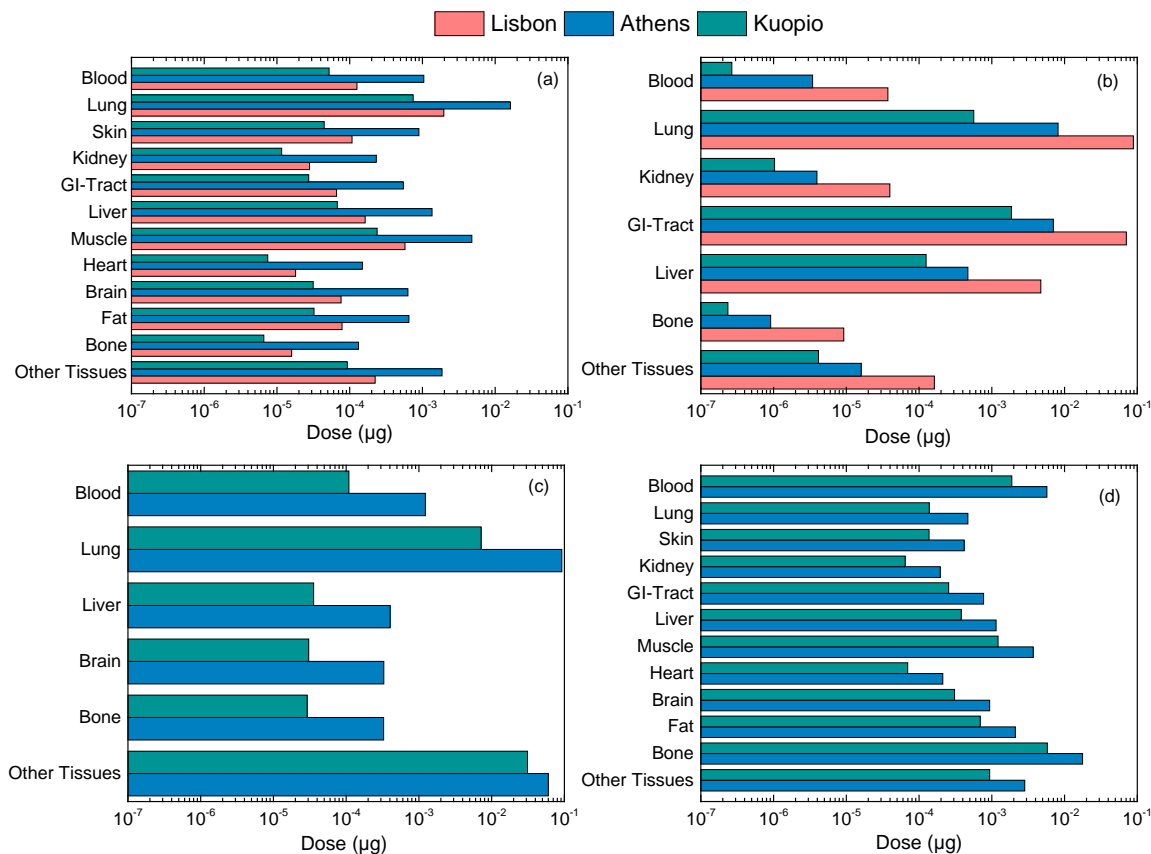 Lisbon Athens Kuopio
(a)
Blood
Lung
Skin
Kidney
GI-Tract
Liver
Muscle
Heart
Brain
Fat
Bone
Other Tissues
10⁻⁷ 10⁻⁶ 10⁻⁵ 10⁻⁴ 10⁻³ 10⁻² 10⁻¹
Dose (µg)
(b)
Blood
Lung
Kidney
GI-Tract
Liver
Bone
Other Tissues
10⁻⁷ 10⁻⁶ 10⁻⁵ 10⁻⁴ 10⁻³ 10⁻² 10⁻¹
Dose (µg)
(c)
Blood
Lung
Liver
Brain
Bone
Other Tissues
10⁻⁷ 10⁻⁶ 10⁻⁵ 10⁻⁴ 10⁻³ 10⁻² 10⁻¹
Dose (µg)
(d)
Blood
Lung
Skin
Kidney
GI-Tract
Liver
Muscle
Heart
Brain
Fat
Bone
Other Tissues
10⁻⁷ 10⁻⁶ 10⁻⁵ 10⁻⁴ 10⁻³ 10⁻² 10⁻¹
Dose (µg)